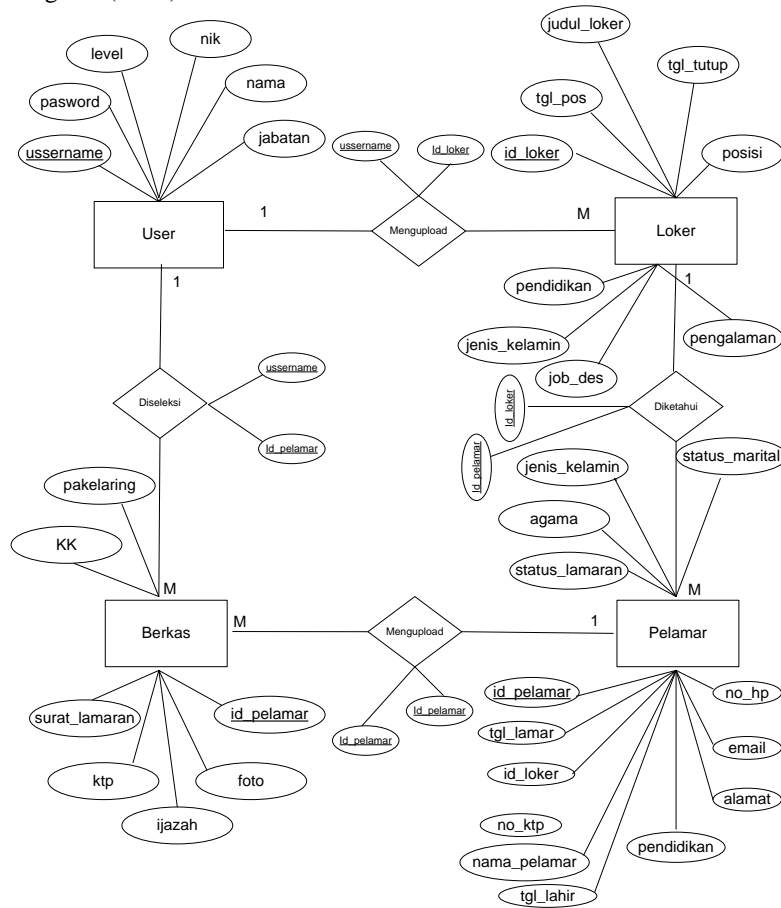 judul_loker
nik
level
tgl_tutup
nama
tgl_pos
pasword
jabatan
ussername
ussername
Id_loker
id_loker
posisi
User
1
Mengupload
M
Loker
1
pendidikan
1
pengalaman
jenis_kelamin
ussername
job_des
Diseleksi
Id_loker
Diketahui
Id_pelamar
Id_pelamar
status_marital
jenis_kelamin
pakelaring
agama
KK
status_lamaran
M
M
Berkas
M
Mengupload
1
Pelamar
id_pelamar
no_hp
surat_lamaran
id_pelamar
Id_pelamar
Id_pelamar
tgl_lamar
email
ktp
foto
id_loker
alamat
ijazah
no_ktp
pendidikan
nama_pelamar
tgl_lahir